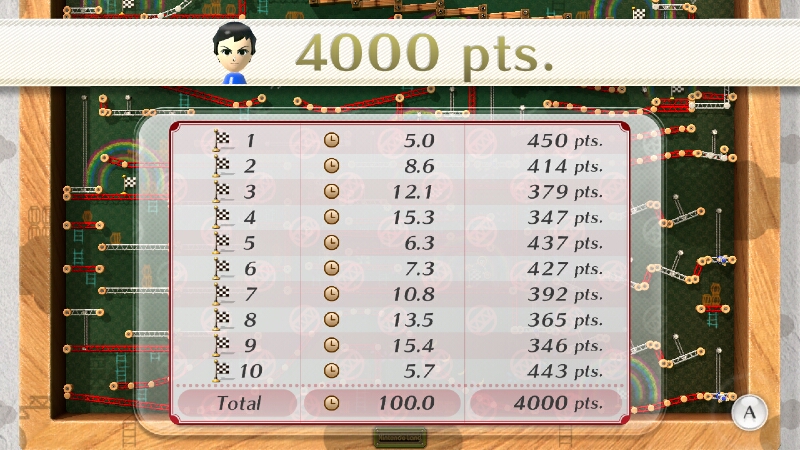 4000 pts.
1 5.0 450 pts.
2 8.6 414 pts.
3 12.1 379 pts.
4 15.3 347 pts.
5 6.3 437 pts.
6 7.3 427 pts.
7 10.8 392 pts.
8 13.5 365 pts.
9 15.4 346 pts.
10 5.7 443 pts.
Total 100.0 4000 pts.
A